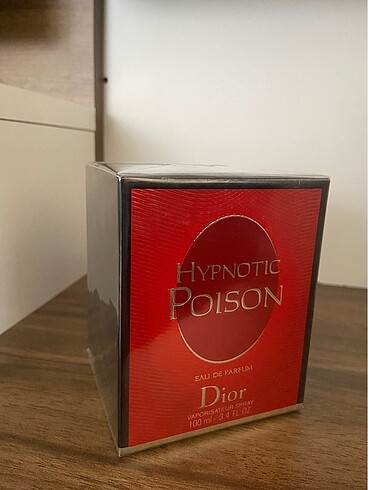 HYPNOTIC
POISON
EAU DE PARFUM
Dior
VAPORISATEUR SPRAY
100 ml - 3.4 FL OZ